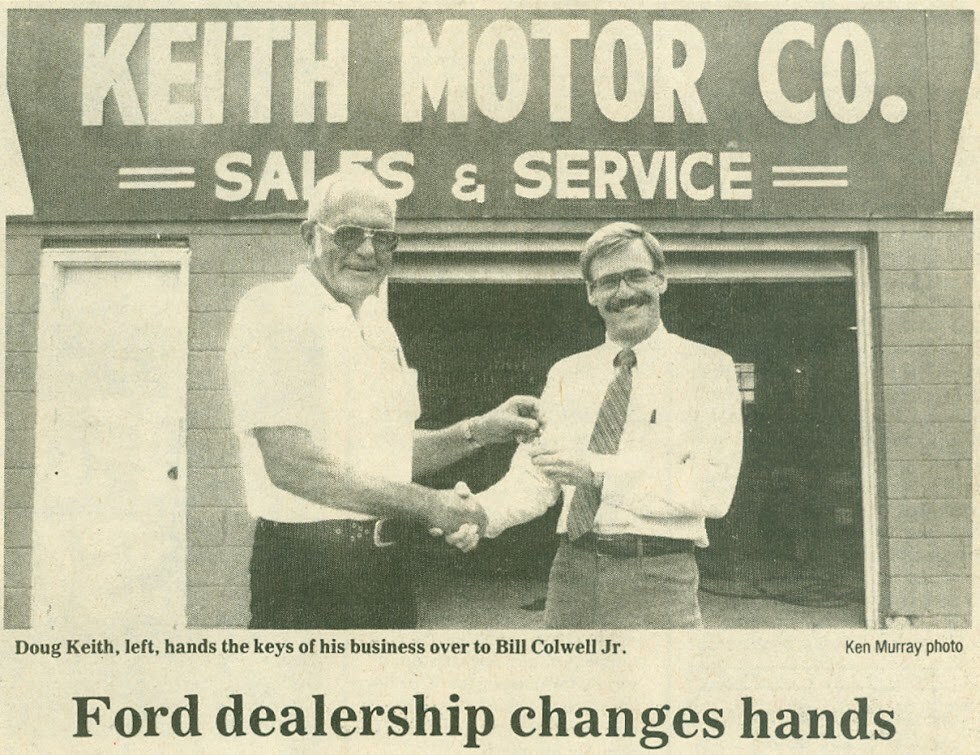 KEITH MOTOR CO.
SALES & SERVICE
Doug Keith, left, hands the keys of his business over to Bill Colwell Jr.
Ken Murray photo
Ford dealership changes hands